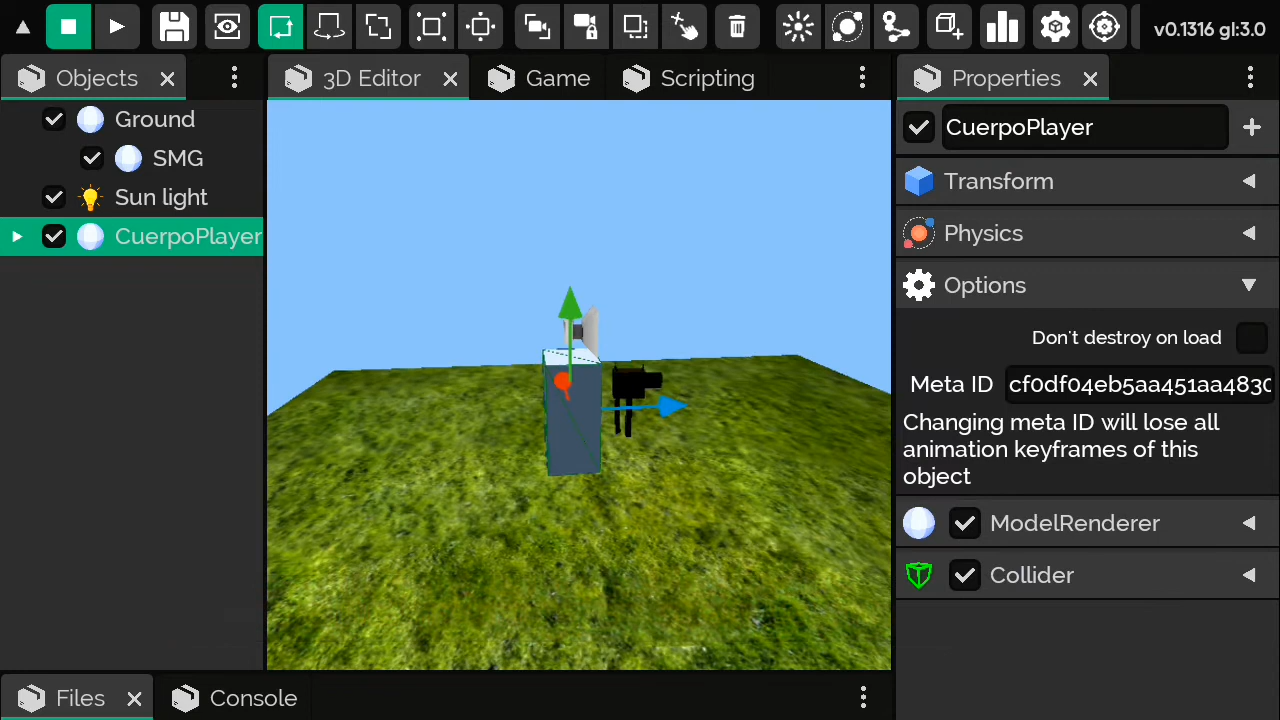 v0.1316 gl:3.0
Objects
3D Editor
Game
Scripting
Properties
Ground
SMG
Sun light
CuerpoPlayer
CuerpoPlayer
Transform
Physics
Options
Don't destroy on load
Meta ID
cf0df04eb5aa451aa4830
Changing meta ID will lose all
animation keyframes of this
object
ModelRenderer
Collider
Files
Console